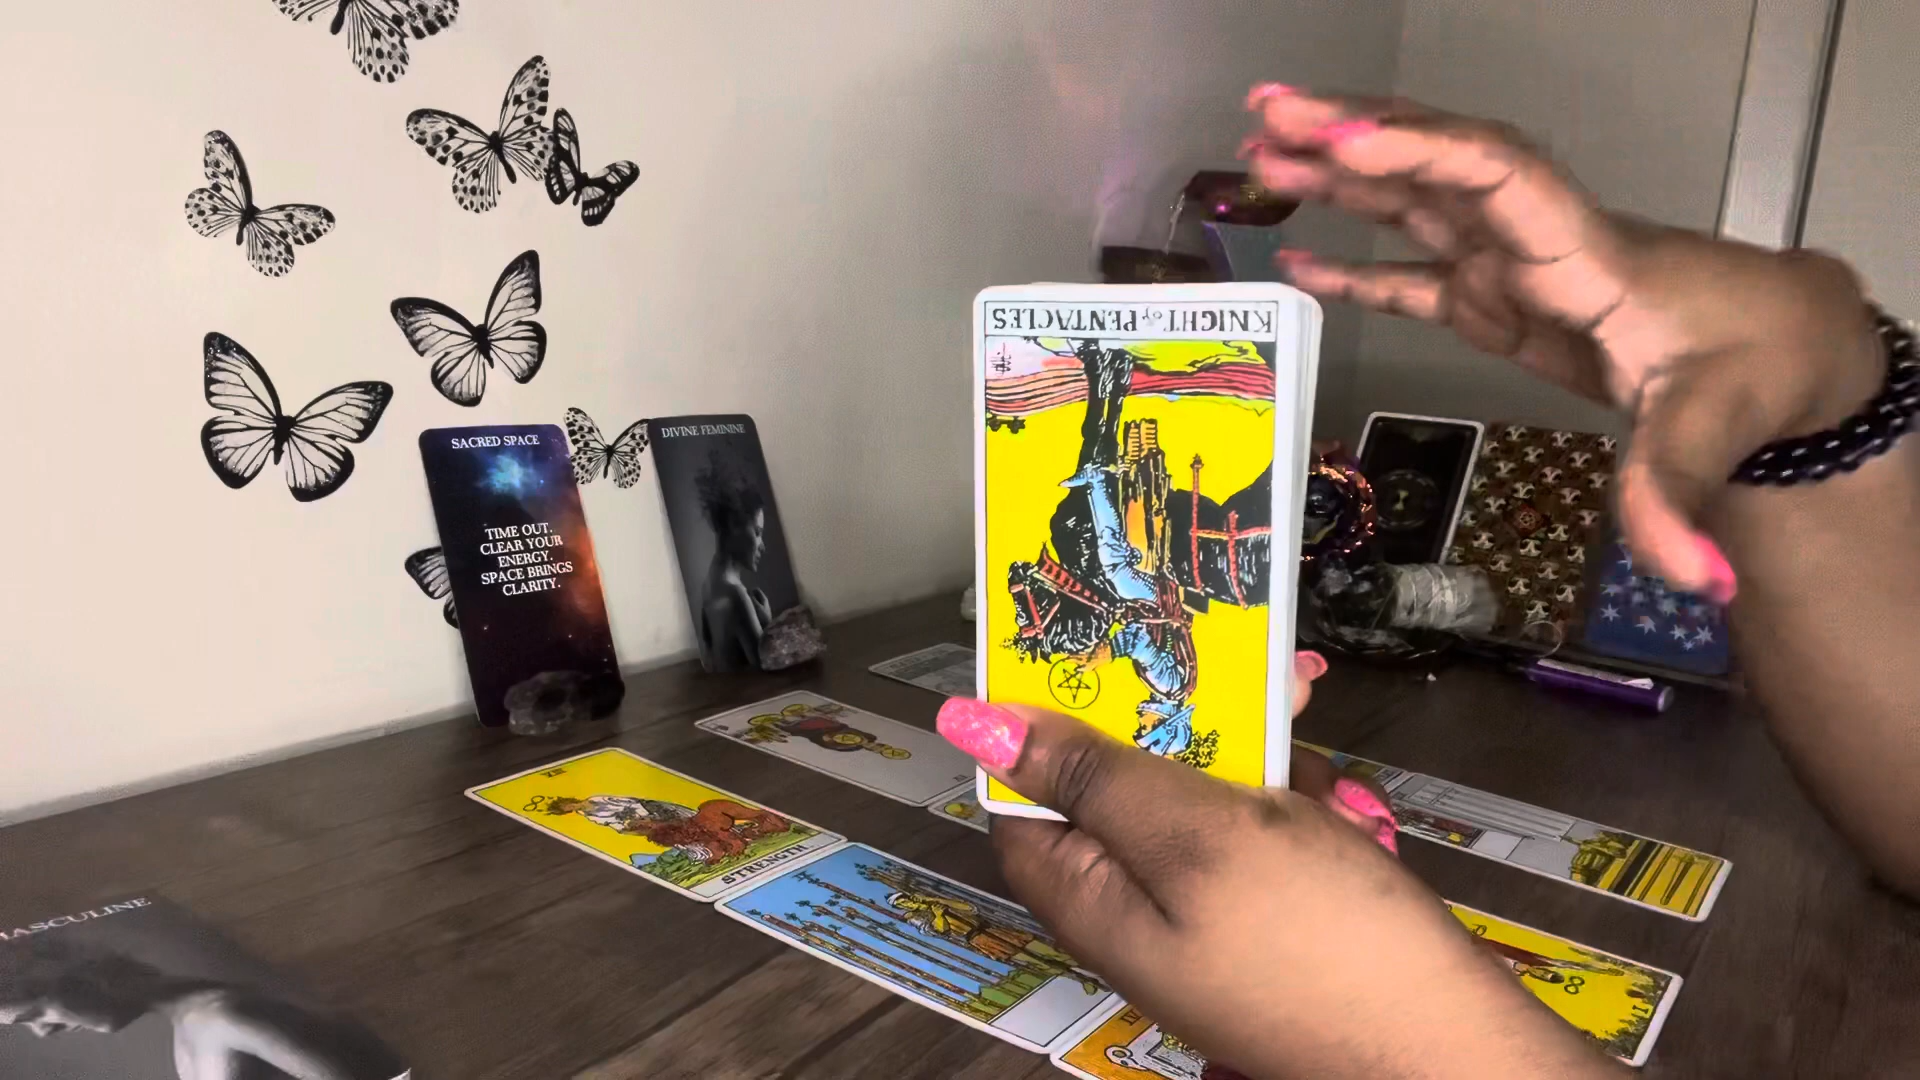 SACRED SPACE
TIME OUT.
CLEAR YOUR
ENERGY.
SPACE BRINGS
CLARITY.
DIVINE FEMININE
KNIGHT of PENTACLES
STRENGTH
MASCULINE